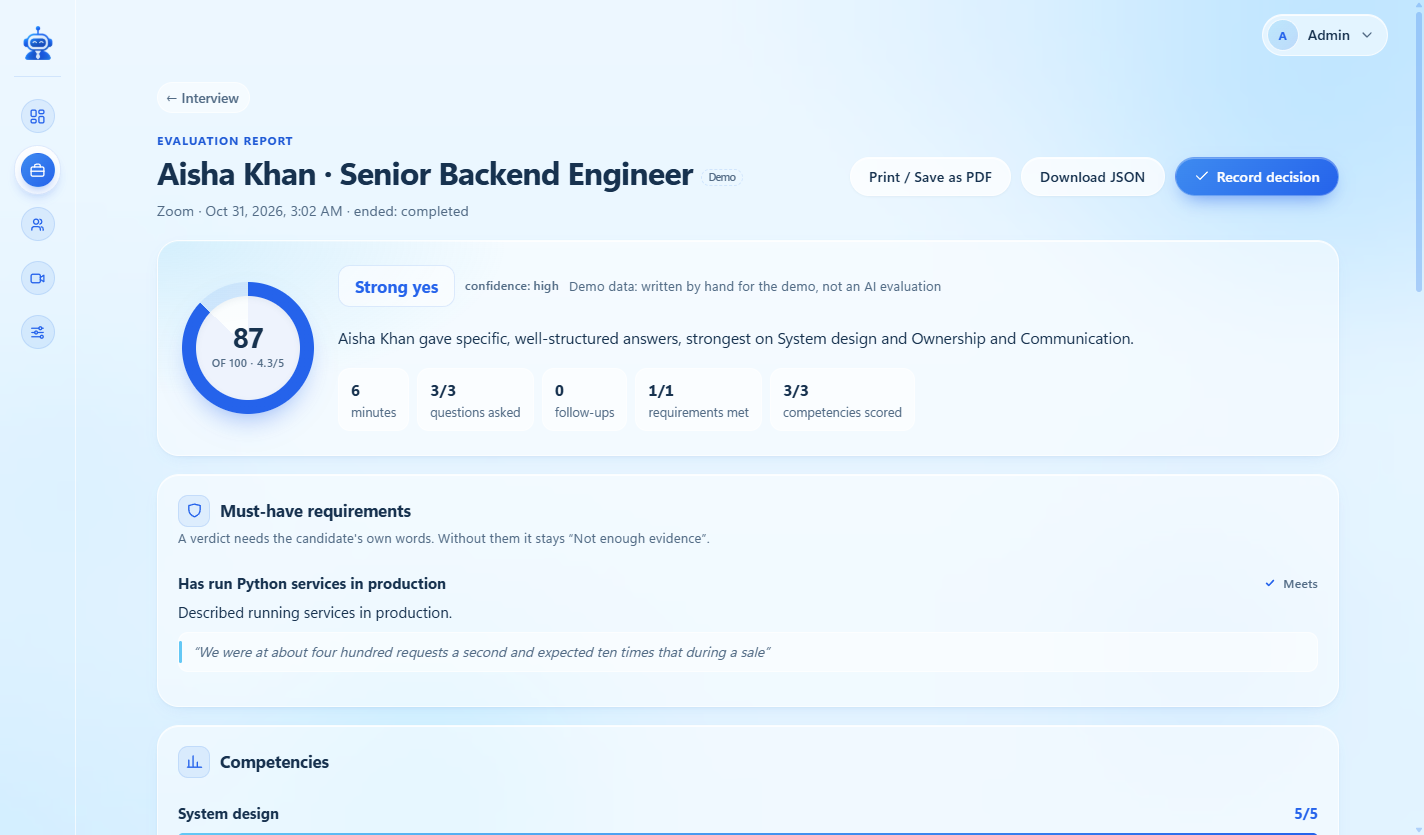 A Admin
← Interview
EVALUATION REPORT
Aisha Khan · Senior Backend Engineer Demo
Print / Save as PDF
Download JSON
Record decision
Zoom · Oct 31, 2026, 3:02 AM · ended: completed
87
OF 100 · 4.3/5
Strong yes confidence: high Demo data: written by hand for the demo, not an AI evaluation
Aisha Khan gave specific, well-structured answers, strongest on System design and Ownership and Communication.
6
minutes
3/3
questions asked
0
follow-ups
1/1
requirements met
3/3
competencies scored
Must-have requirements
A verdict needs the candidate's own words. Without them it stays “Not enough evidence”.
Has run Python services in production
Meets
Described running services in production.
“We were at about four hundred requests a second and expected ten times that during a sale”
Competencies
System design 5/5